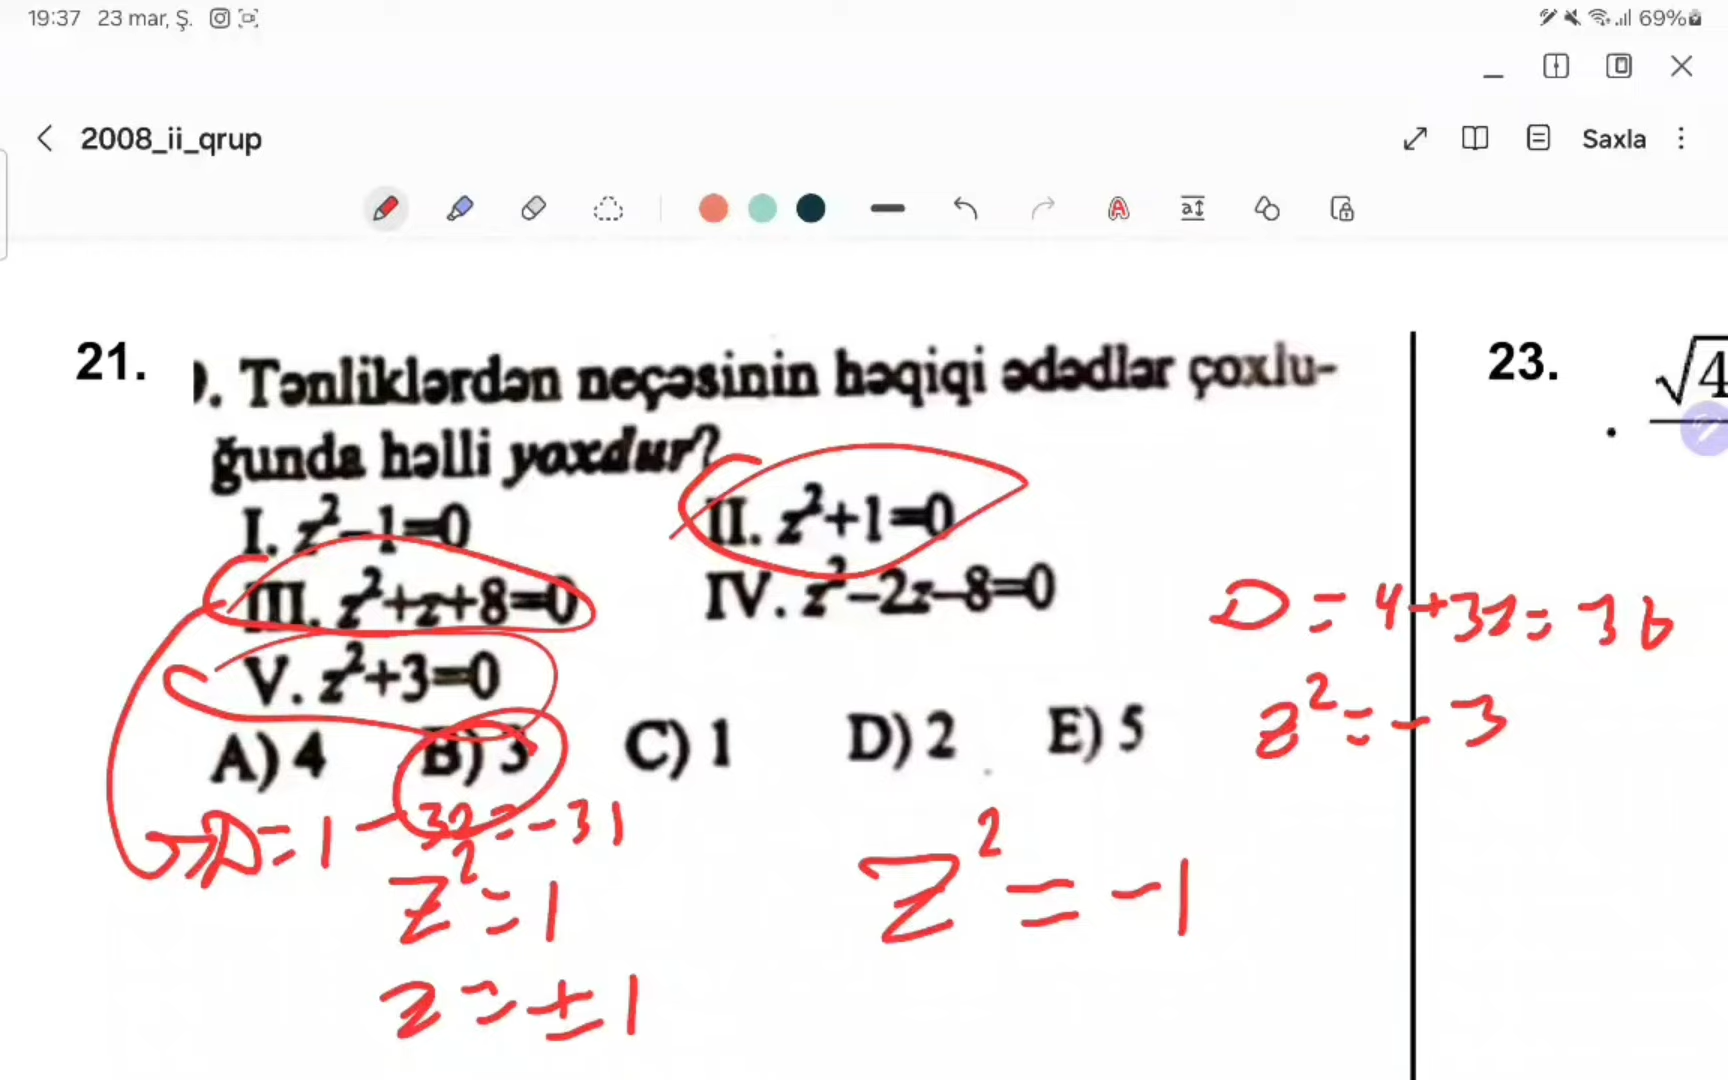 19:37 23 mar, Ş. 69%
2008_ii_qrup Saxla
21. ). Tənliklərdən neçəsinin həqiqi ədədlər çoxlu-
ğunda həlli yoxdur?
I. z²–1=0 II. z²+1=0
III. z²+z+8=0 IV. z²–2z–8=0
V. z²+3=0
A) 4 B) 3 C) 1 D) 2 E) 5
D = 1 – 32 = –31
z² = 1
z = ± 1
z² = –1
D = 4+32 = 36
z² = –3
23.
√4